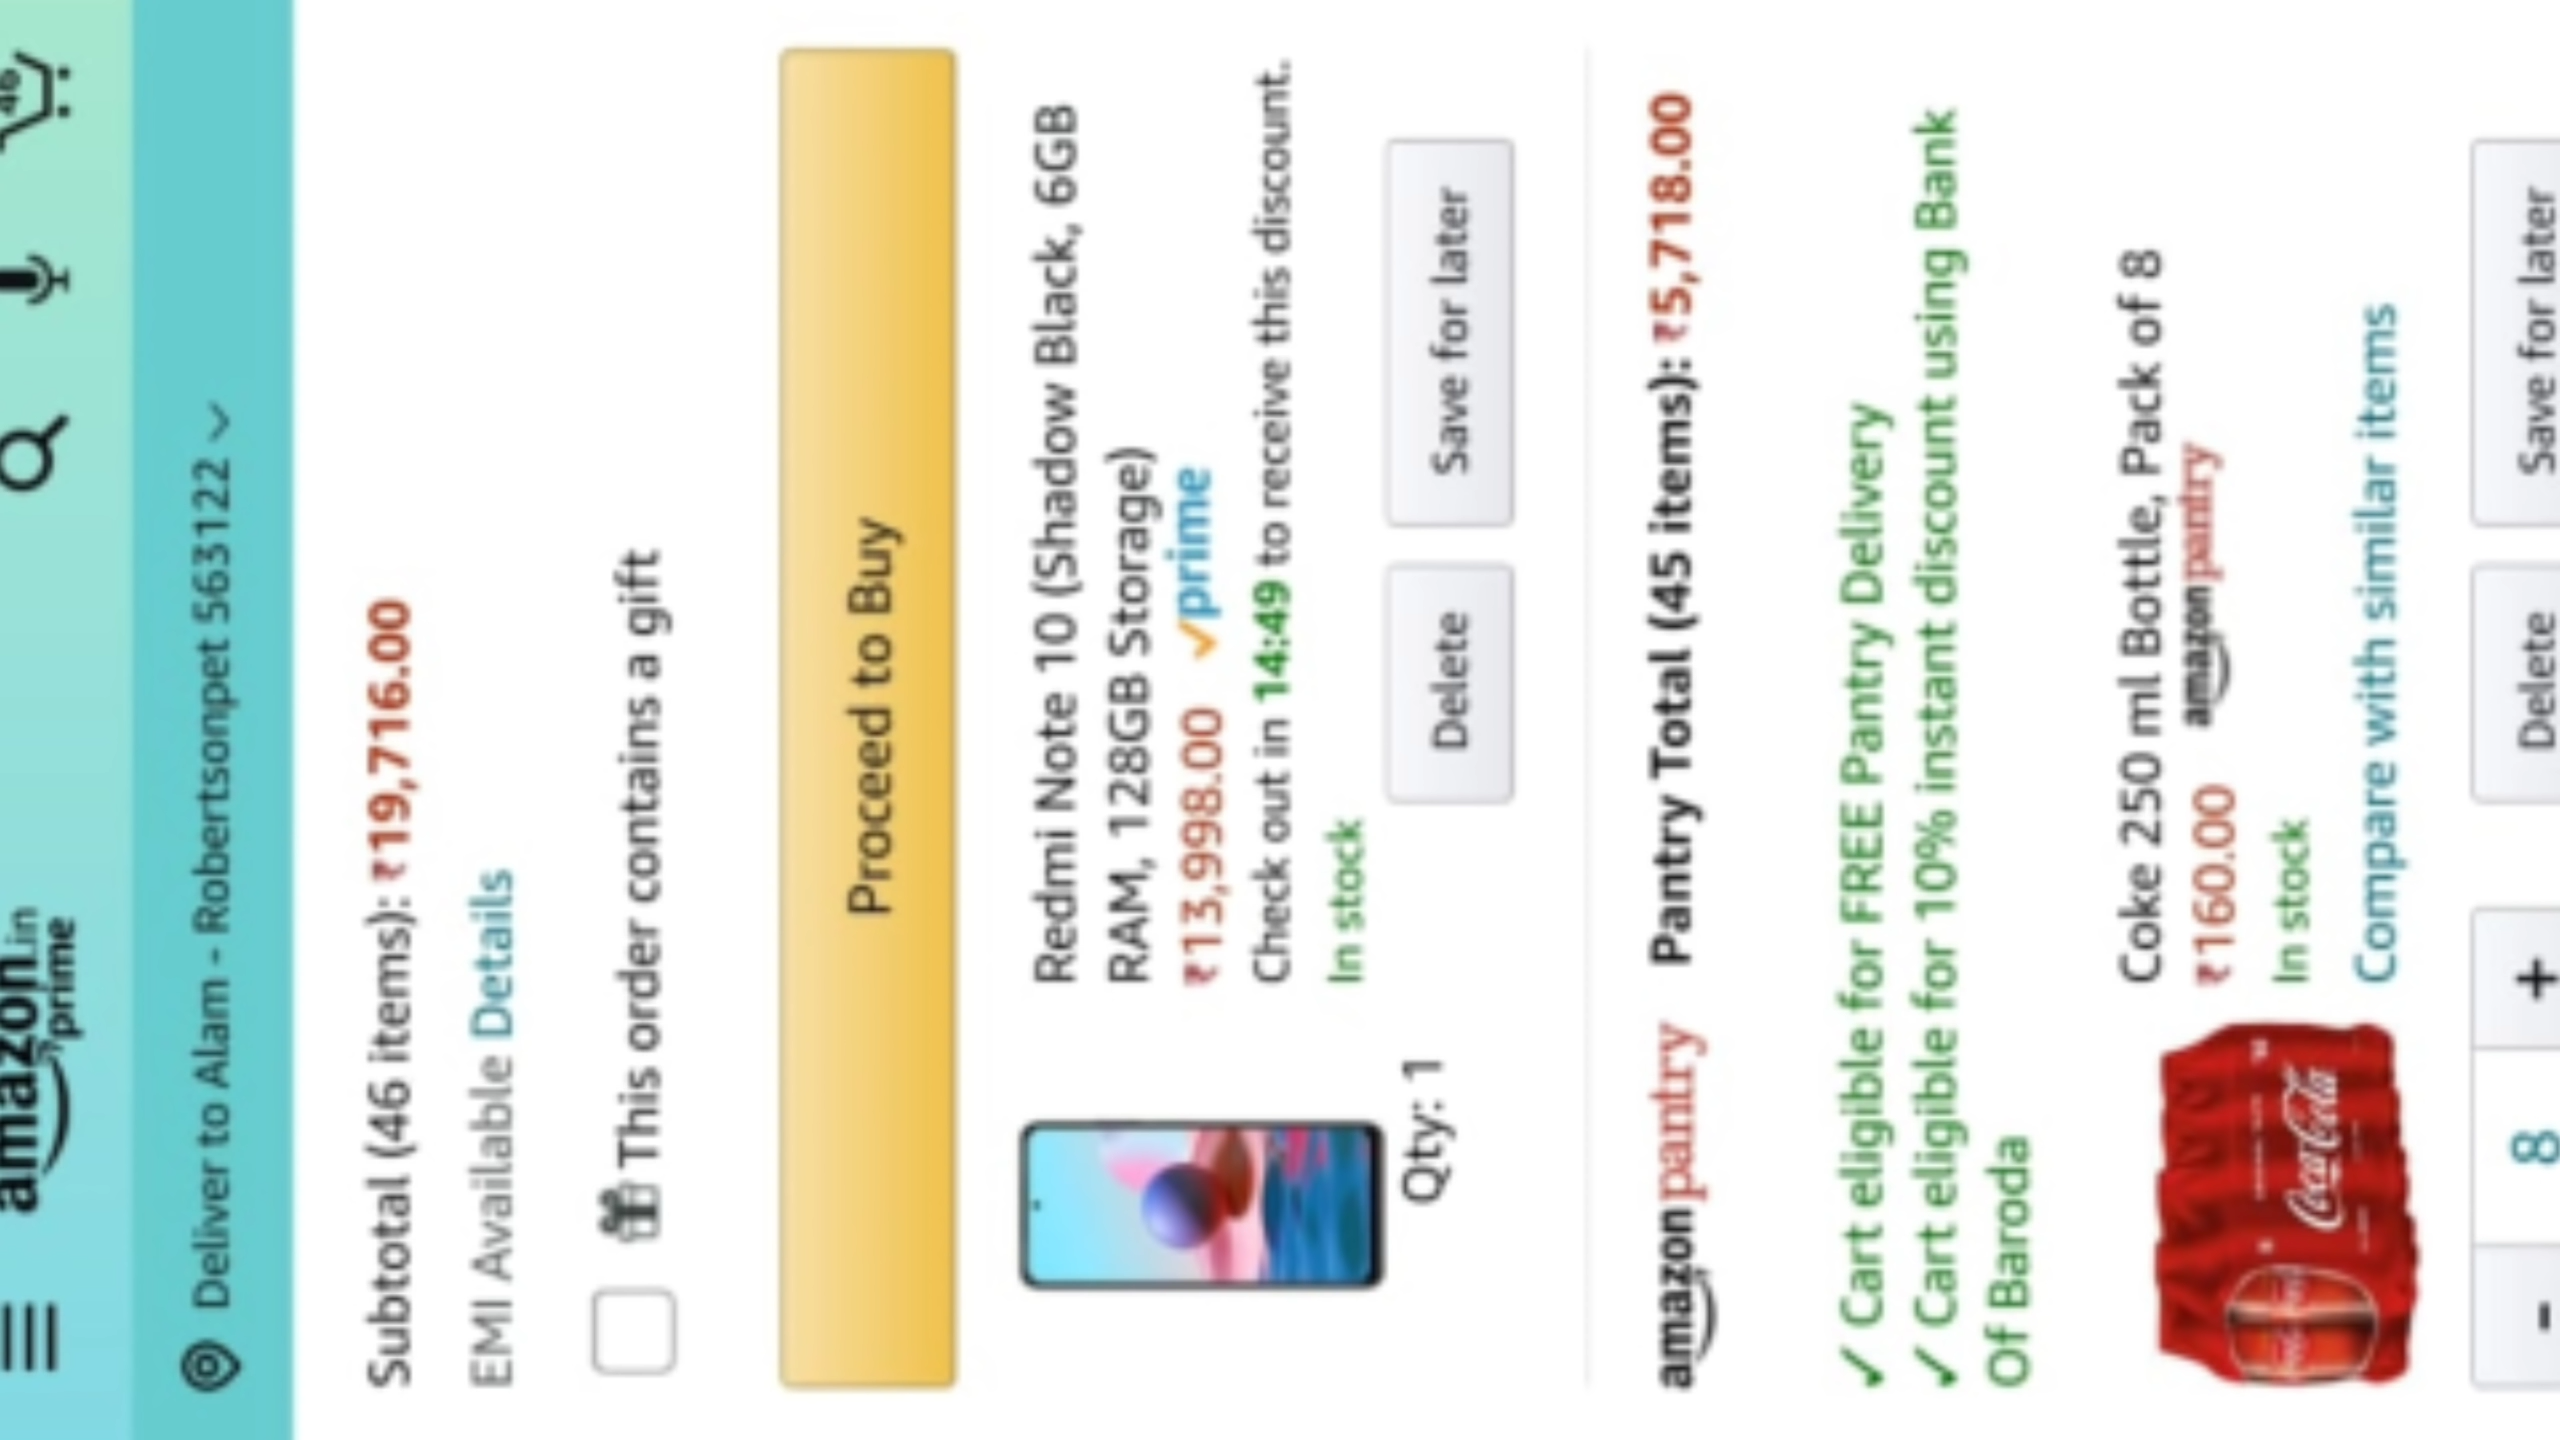 amazon.in
prime
46
Deliver to Alam - Robertsonpet 563122
Subtotal (46 items): ₹19,716.00
EMI Available Details
This order contains a gift
Proceed to Buy
Redmi Note 10 (Shadow Black, 6GB
RAM, 128GB Storage)
₹13,998.00 prime
Check out in 14:49 to receive this discount.
In stock
Qty: 1
Delete
Save for later
amazon pantry Pantry Total (45 items): ₹5,718.00
✓ Cart eligible for FREE Pantry Delivery
✓ Cart eligible for 10% instant discount using Bank
Of Baroda
Coke 250 ml Bottle, Pack of 8
₹160.00 amazon pantry
In stock
Compare with similar items
Coca-Cola
- 8 + Delete Save for later